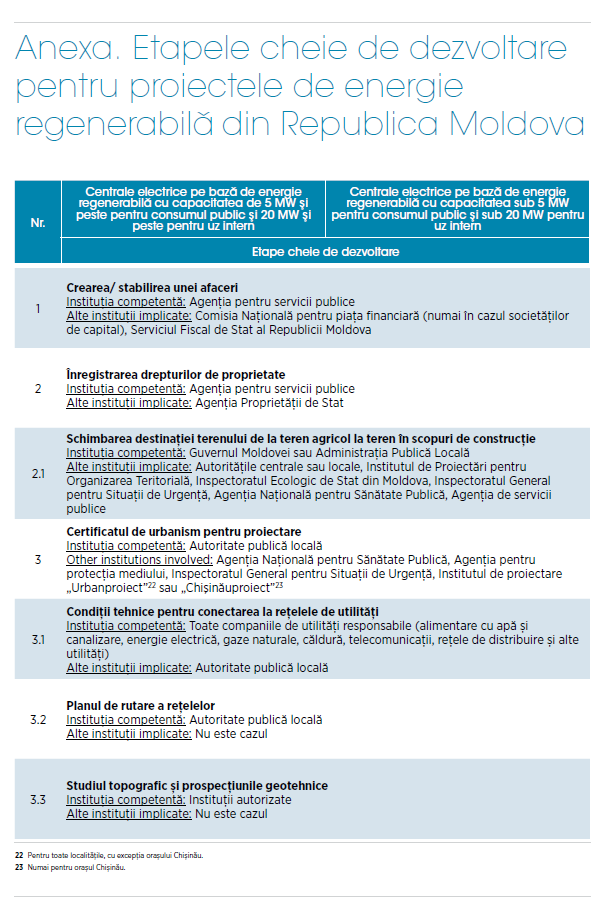 Anexa. Etapele cheie de dezvoltare
pentru proiectele de energie
regenerabilă din Republica Moldova
Nr.
Centrale electrice pe bază de energie
regenerabilă cu capacitatea de 5 MW și
peste pentru consumul public și 20 MW și
peste pentru uz intern
Centrale electrice pe bază de energie
regenerabilă cu capacitatea sub 5 MW
pentru consumul public și sub 20 MW pentru
uz intern
Etape cheie de dezvoltare
1
Crearea/ stabilirea unei afaceri
Instituția competentă: Agenția pentru servicii publice
Alte instituții implicate: Comisia Națională pentru piața financiară (numai în cazul societăților
de capital), Serviciul Fiscal de Stat al Republicii Moldova
2
Înregistrarea drepturilor de proprietate
Instituția competentă: Agenția pentru servicii publice
Alte instituții implicate: Agenția Proprietății de Stat
2.1
Schimbarea destinației terenului de la teren agricol la teren în scopuri de construcție
Instituția competentă: Guvernul Moldovei sau Administrația Publică Locală
Alte instituții implicate: Autoritățile centrale sau locale, Institutul de Proiectări pentru
Organizarea Teritorială, Inspectoratul Ecologic de Stat din Moldova, Inspectorul General
pentru Situații de Urgență, Agenția Națională pentru Sănătate Publică, Agenția de servicii
publice
3
Certificatul de urbanism pentru proiectare
Instituția competentă: Autoritate publică locală
Other institutions involved: Agenția Națională pentru Sănătate Publică, Agenția pentru
protecția mediului, Inspectoratul General pentru Situații de Urgență, Institutul de proiectare
„Urbanproiect”22 sau „Chișinăuproiect”23
3.1
Condiții tehnice pentru conectarea la rețelele de utilități
Instituția competentă: Toate companiile de utilități responsabile (alimentare cu apă și
canalizare, energie electrică, gaze naturale, căldură, telecomunicații, rețele de distribuire și alte
utilități)
Alte instituții implicate: Autoritate publică locală
3.2
Planul de rutare a rețelelor
Instituția competentă: Autoritate publică locală
Alte instituții implicate: Nu este cazul
3.3
Studiul topografic și prospecțiunile geotehnice
Instituția competentă: Instituții autorizate
Alte instituții implicate: Nu este cazul
22 Pentru toate localitățile, cu excepția orașului Chișinău.
23 Numai pentru orașul Chișinău.